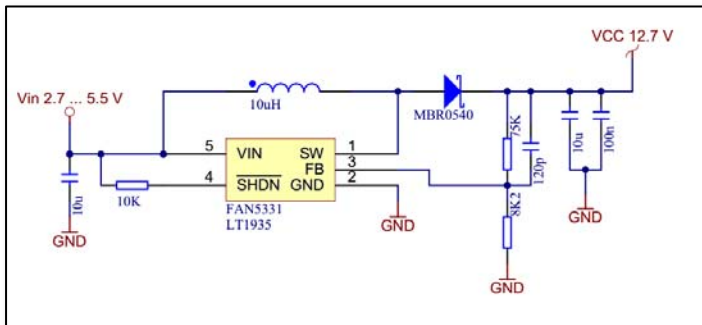 VCC 12.7 V
Vin 2.7 ... 5.5 V
10uH
MBR0540
75K
120p
10u
100n
5 VIN SW 1
FB 3
4 SHDN GND 2
10u
10K
FAN5331
LT1935
8K2
GND
GND
GND
GND